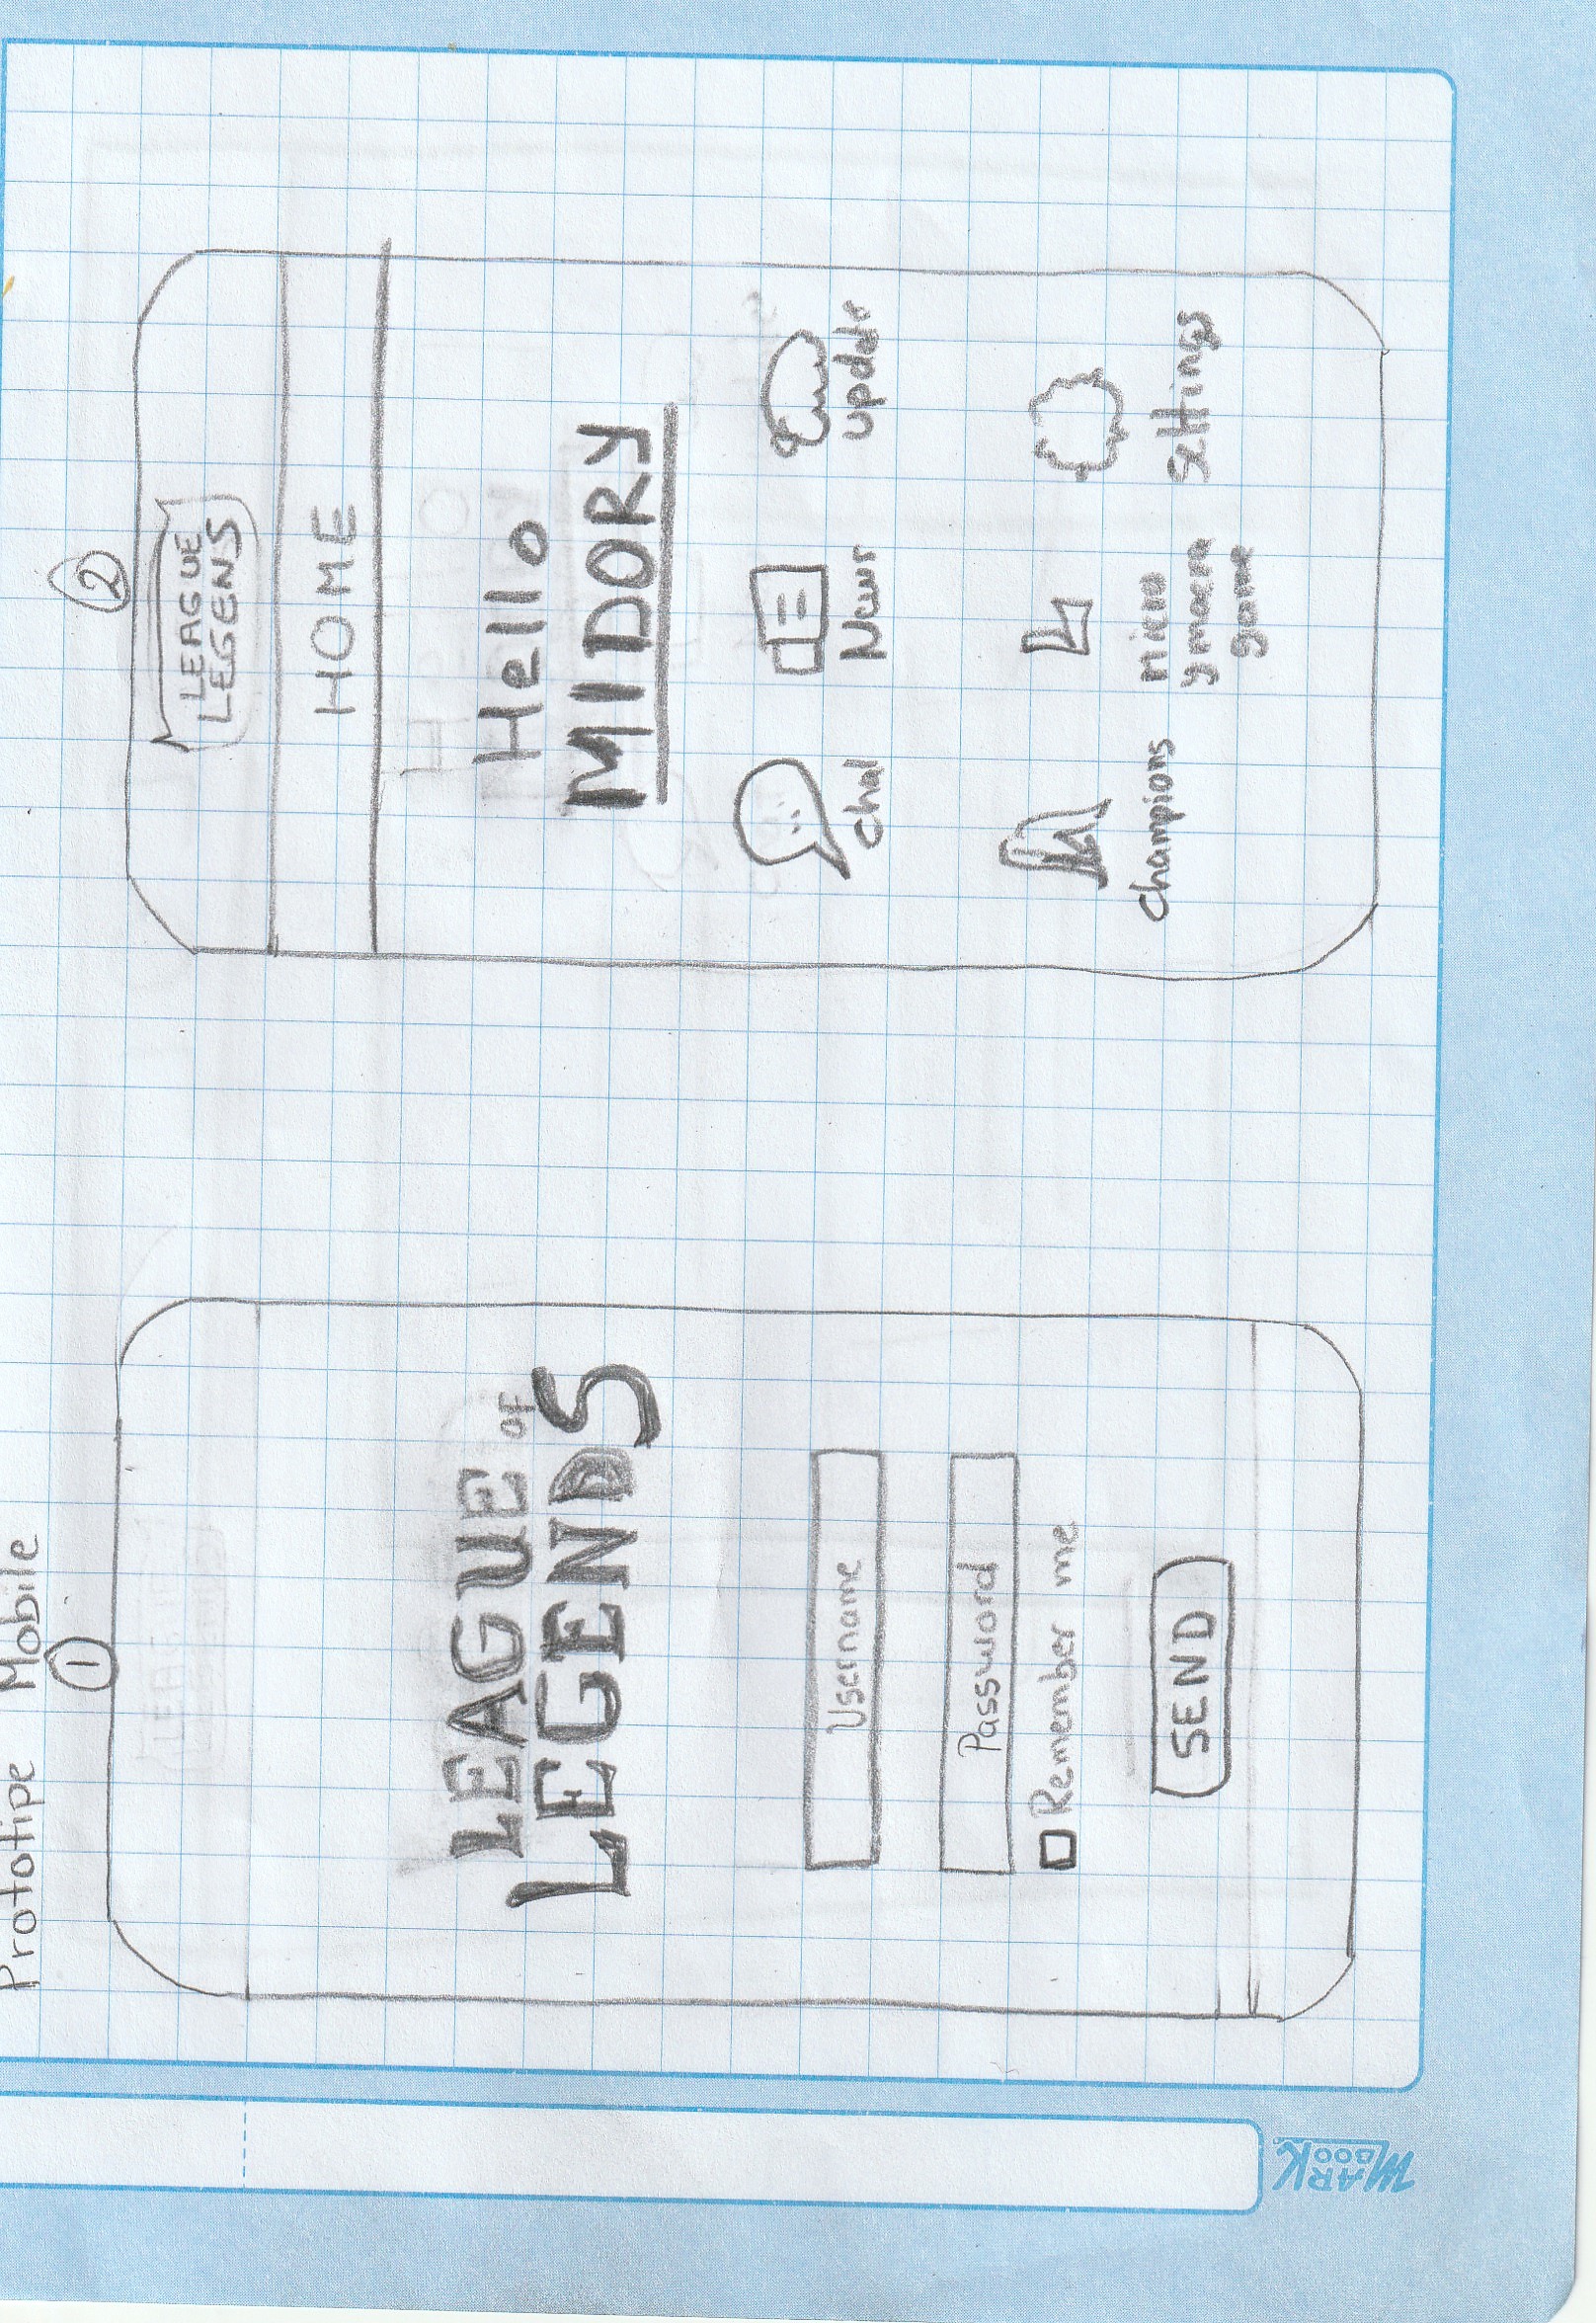 Prototipe Mobile
1
LEAGUE OF
LEGENDS
Username
Password
Remember me
SEND
2
LEAGUE
LEGENS
HOME
Hello
MIDORY
Chat News update
Champions Micro Settings
y macro
game
MARK
BOOK